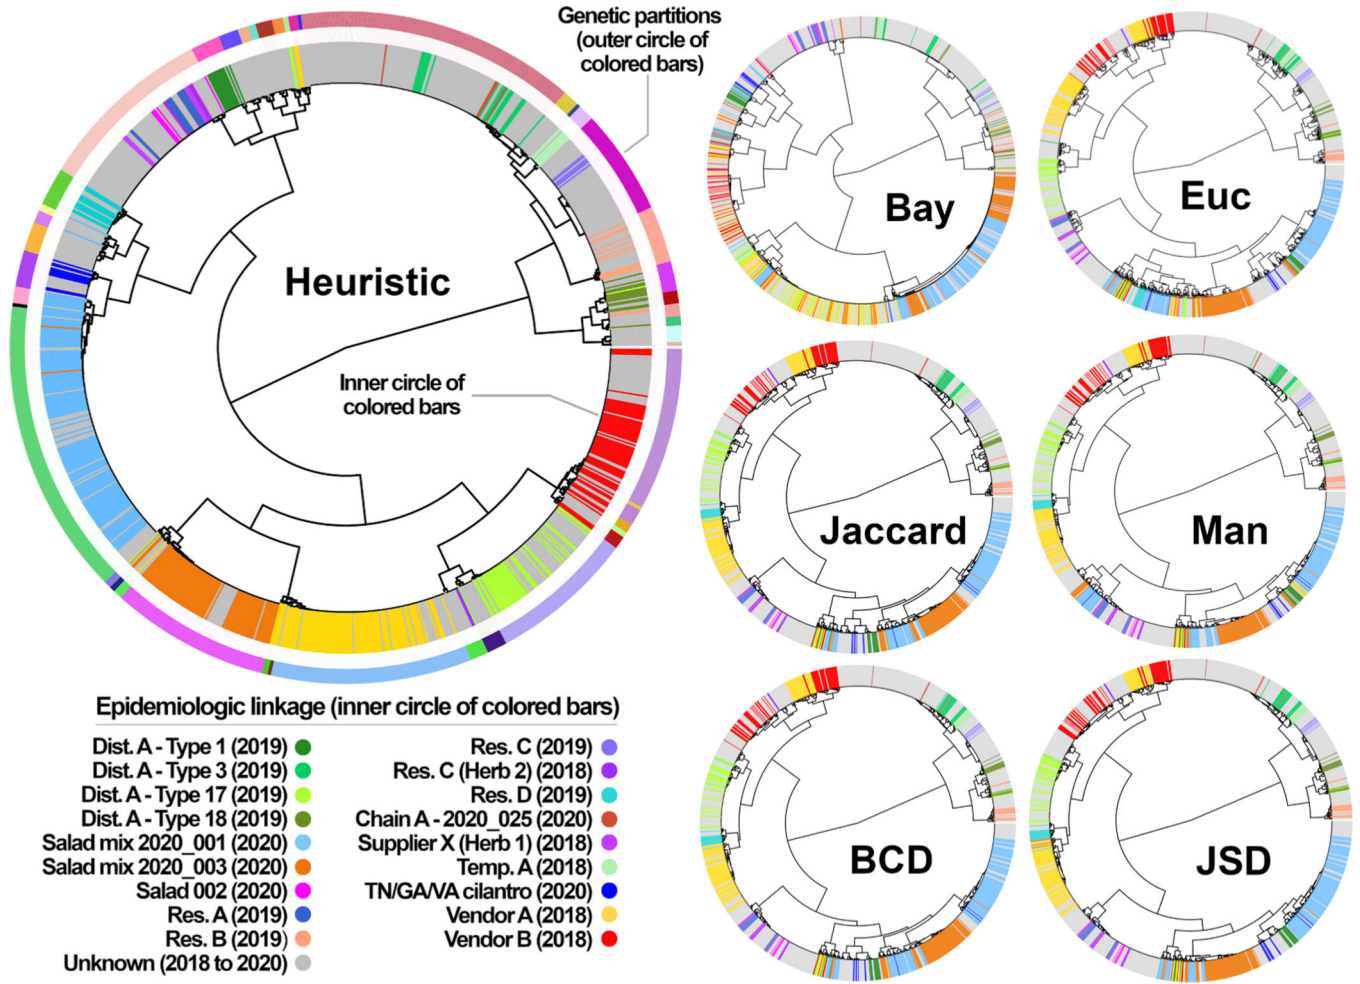 Genetic partitions
(outer circle of
colored bars)
Heuristic
Inner circle of
colored bars
Bay
Euc
Jaccard
Man
BCD
JSD
Epidemiologic linkage (inner circle of colored bars)
Dist. A - Type 1 (2019)
Dist. A - Type 3 (2019)
Dist. A - Type 17 (2019)
Dist. A - Type 18 (2019)
Salad mix 2020_001 (2020)
Salad mix 2020_003 (2020)
Salad 002 (2020)
Res. A (2019)
Res. B (2019)
Unknown (2018 to 2020)
Res. C (2019)
Res. C (Herb 2) (2018)
Res. D (2019)
Chain A - 2020_025 (2020)
Supplier X (Herb 1) (2018)
Temp. A (2018)
TN/GA/VA cilantro (2020)
Vendor A (2018)
Vendor B (2018)